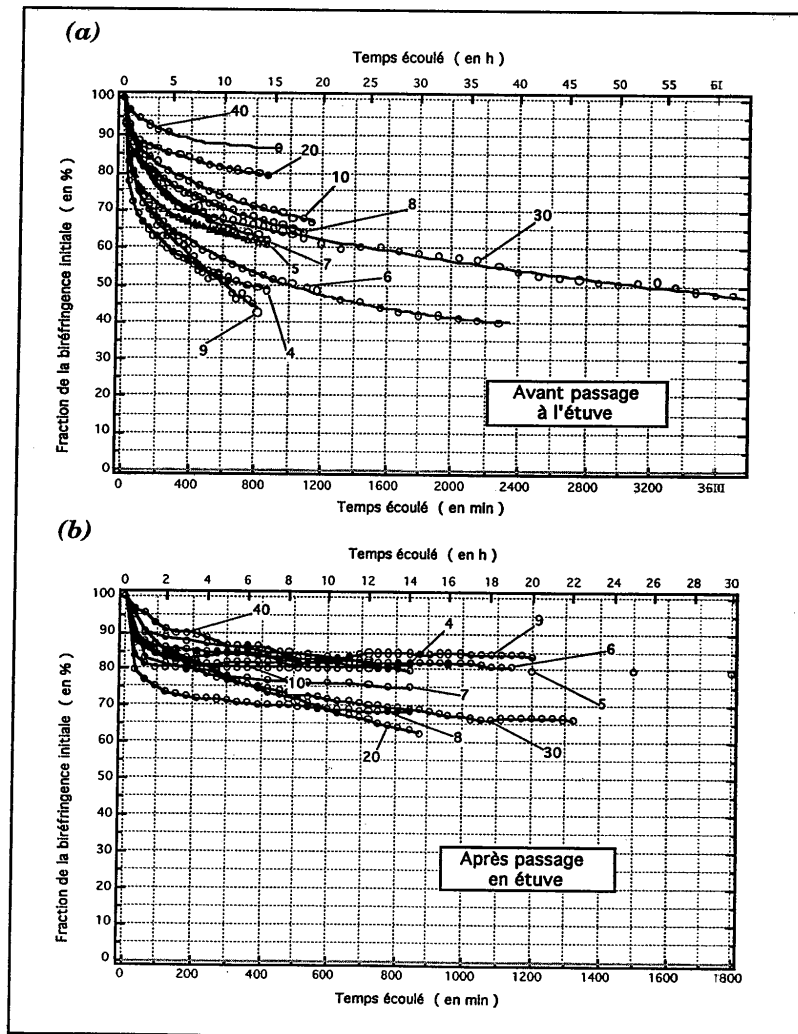 (a)
Temps écoulé ( en h )
0 5 10 15 20 25 30 35 40 45 50 55 61
Fraction de la biréfringence initiale ( en % )
100
90
80
70
60
50
40
30
20
10
0
40
20
10
8
30
7
5
6
4
9
Avant passage
à l'étuve
0 400 800 1200 1600 2000 2400 2800 3200
Temps écoulé ( en min )
(b)
Temps écoulé ( en h )
0 2 4 6 8 10 12 14 16 18 20 22 25 28 30
Fraction de la biréfringence initiale ( en % )
100
90
80
70
60
50
40
30
20
10
0
40
4
9
6
10
7
5
8
20
30
Après passage
en étuve
0 200 400 600 800 1000 1200 1400 1600 1800
Temps écoulé ( en min )